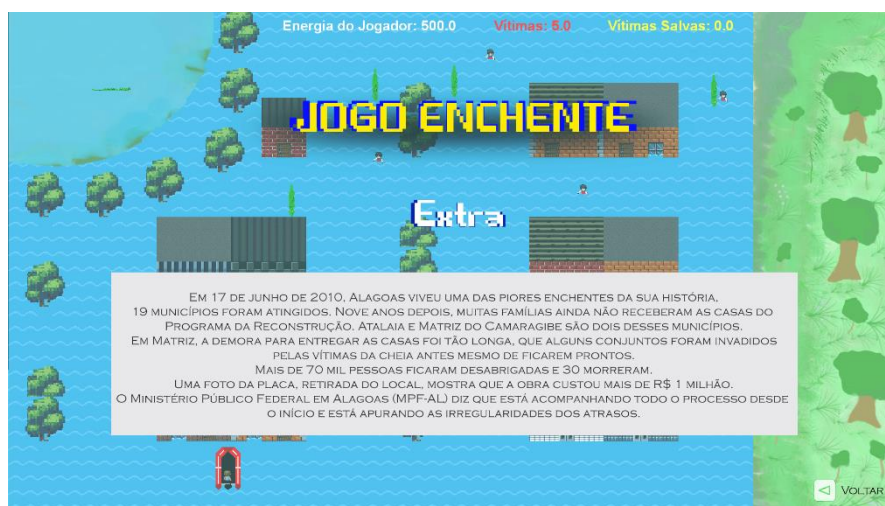 Energia do Jogador: 500.0 Vitimas: 5.0 Vitimas Salvas: 0.0
JOGO ENCHENTE
Extra
Em 17 de junho de 2010, Alagoas viveu uma das piores enchentes da sua história,
19 municípios foram atingidos. Nove anos depois, muitas famílias ainda não receberam as casas do
Programa da Reconstrução. Atalaia e Matriz do Camaragibe são dois desses municípios.
Em Matriz, a demora para entregar as casas foi tão longa, que alguns conjuntos foram invadidos
pelas vítimas da cheia antes mesmo de ficarem prontos.
Mais de 70 mil pessoas ficaram desabrigadas e 30 morreram.
Uma foto da placa, retirada do local, mostra que a obra custou mais de R$ 1 milhão.
O Ministério Público Federal em Alagoas (MPF-AL) diz que está acompanhando todo o processo desde
o início e está apurando as irregularidades dos atrasos.
Voltar